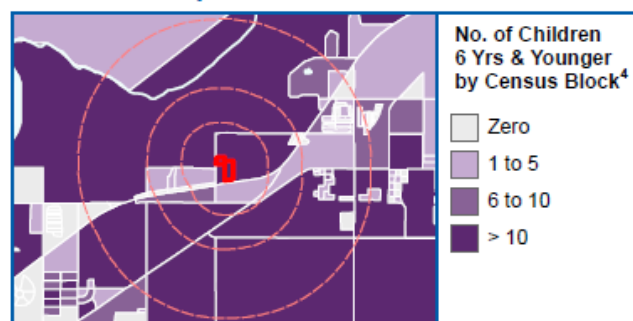 No. of Children
6 Yrs & Younger
by Census Block4
Zero
1 to 5
6 to 10
> 10